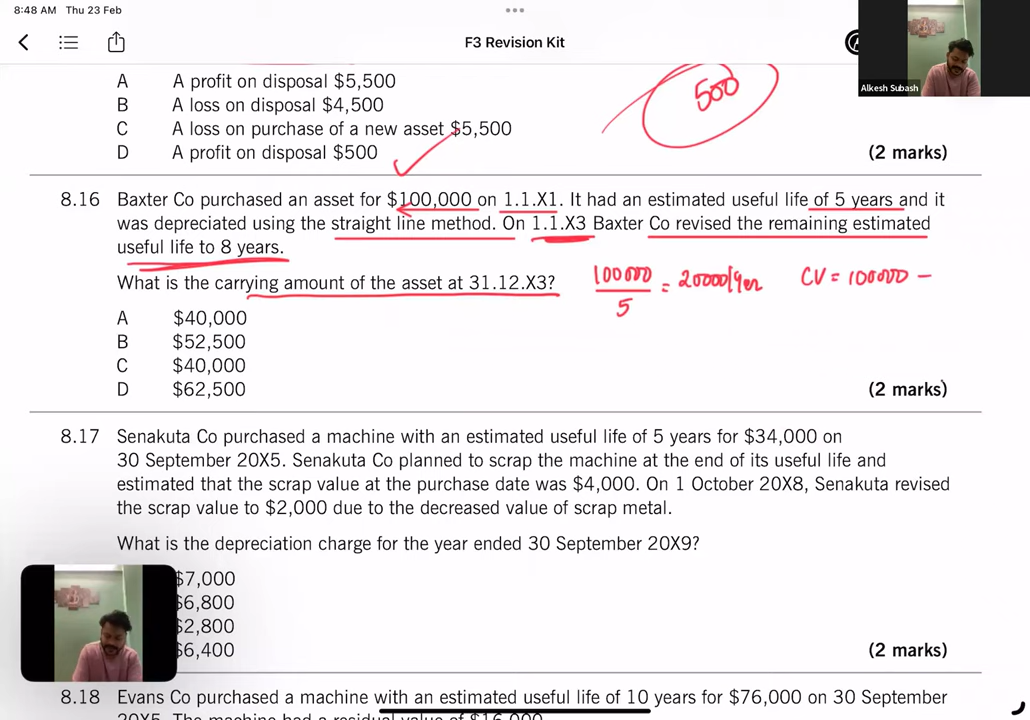 8:48 AM Thu 23 Feb
F3 Revision Kit
Alkesh Subash
A A profit on disposal $5,500
B A loss on disposal $4,500
C A loss on purchase of a new asset $5,500
D A profit on disposal $500
(2 marks)
500
8.16 Baxter Co purchased an asset for $100,000 on 1.1.X1. It had an estimated useful life of 5 years and it
was depreciated using the straight line method. On 1.1.X3 Baxter Co revised the remaining estimated
useful life to 8 years.
What is the carrying amount of the asset at 31.12.X3?
100000
5
= 20000/year
CV = 100000 –
A $40,000
B $52,500
C $40,000
D $62,500
(2 marks)
8.17 Senakuta Co purchased a machine with an estimated useful life of 5 years for $34,000 on
30 September 20X5. Senakuta Co planned to scrap the machine at the end of its useful life and
estimated that the scrap value at the purchase date was $4,000. On 1 October 20X8, Senakuta revised
the scrap value to $2,000 due to the decreased value of scrap metal.
What is the depreciation charge for the year ended 30 September 20X9?
$7,000
$6,800
$2,800
$6,400
(2 marks)
8.18 Evans Co purchased a machine with an estimated useful life of 10 years for $76,000 on 30 September
20X5. The machine had a residual value of $16,000.